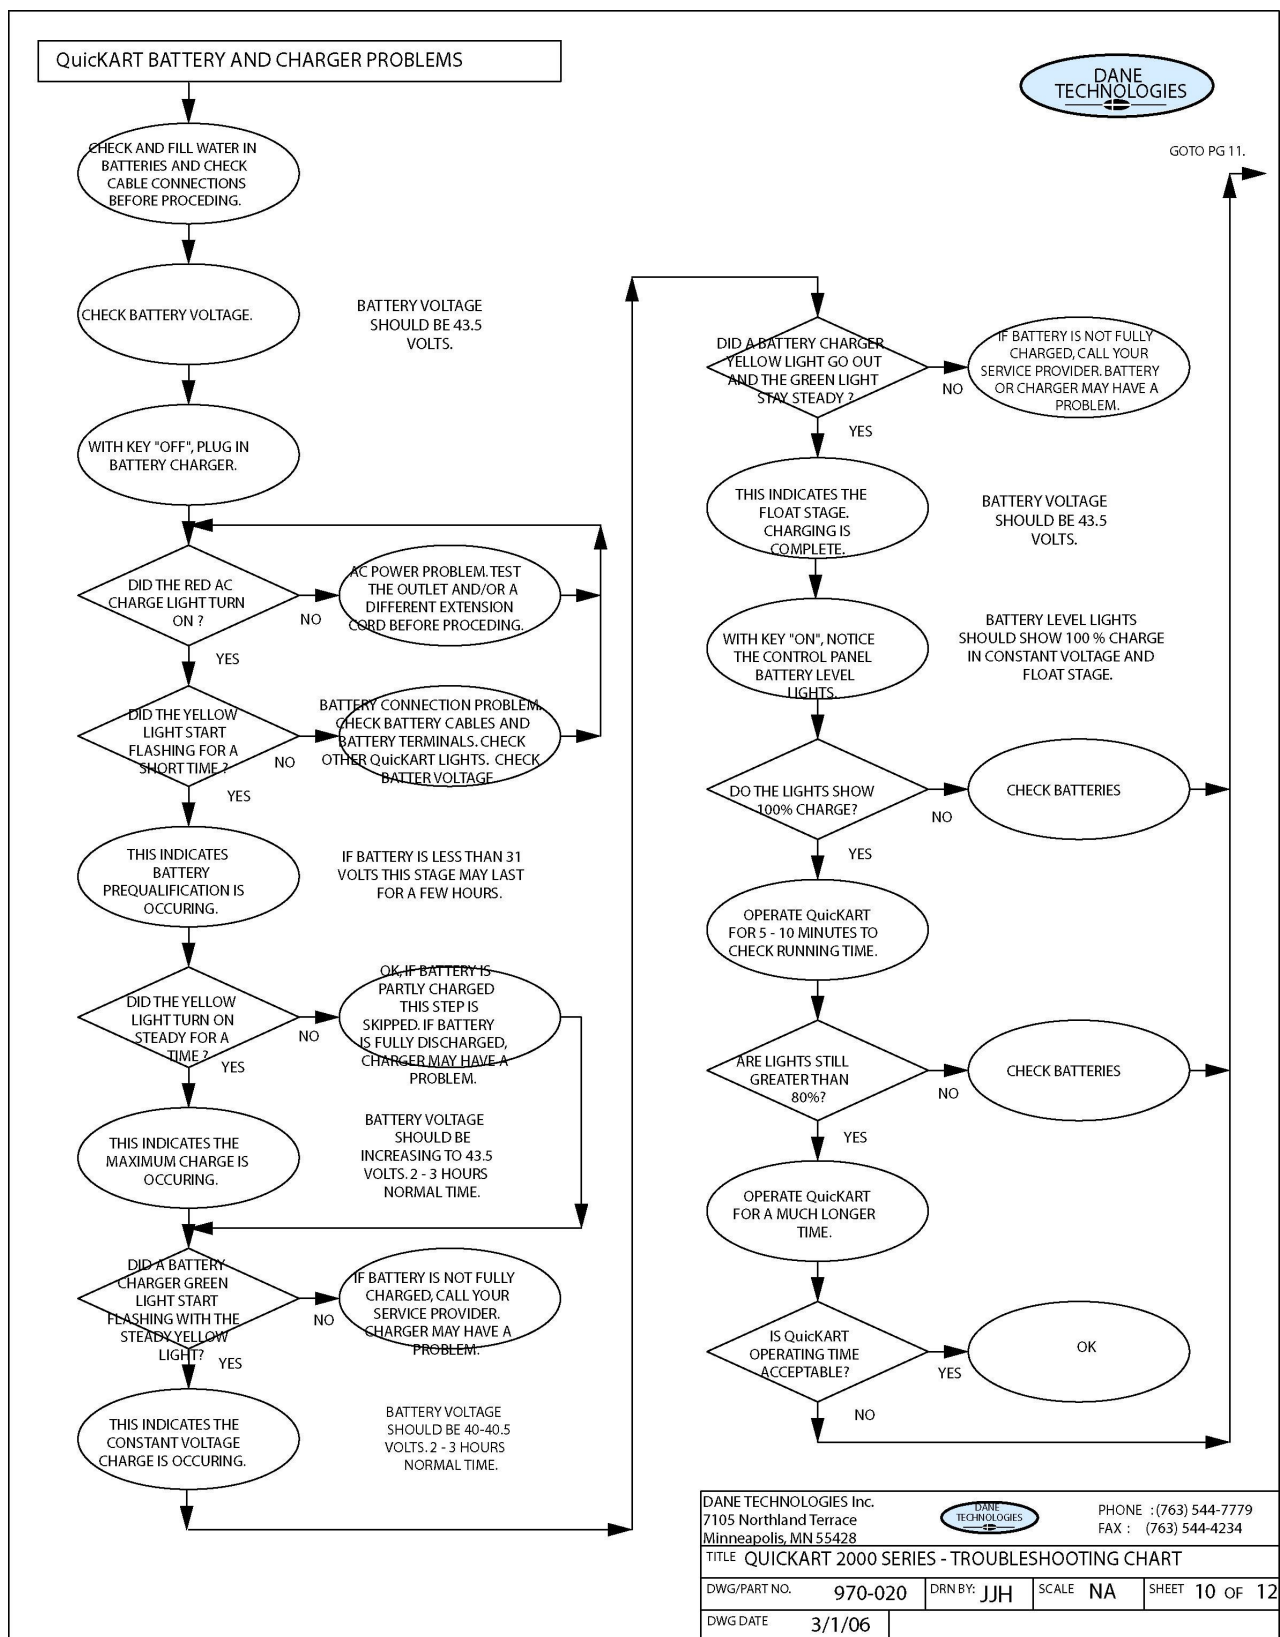 QuicKART BATTERY AND CHARGER PROBLEMS
DANE
TECHNOLOGIES
GOTO PG 11.
CHECK AND FILL WATER IN
BATTERIES AND CHECK
CABLE CONNECTIONS
BEFORE PROCEDING.
CHECK BATTERY VOLTAGE.
BATTERY VOLTAGE
SHOULD BE 43.5
VOLTS.
WITH KEY "OFF", PLUG IN
BATTERY CHARGER.
DID THE RED AC
CHARGE LIGHT TURN
ON ?
NO
AC POWER PROBLEM. TEST
THE OUTLET AND/OR A
DIFFERENT EXTENSION
CORD BEFORE PROCEDING.
YES
DID THE YELLOW
LIGHT START
FLASHING FOR A
SHORT TIME ?
NO
BATTERY CONNECTION PROBLEM.
CHECK BATTERY CABLES AND
BATTERY TERMINALS. CHECK
OTHER QuicKART LIGHTS. CHECK
BATTER VOLTAGE.
YES
THIS INDICATES
BATTERY
PREQUALIFICATION IS
OCCURING.
IF BATTERY IS LESS THAN 31
VOLTS THIS STAGE MAY LAST
FOR A FEW HOURS.
DID THE YELLOW
LIGHT TURN ON
STEADY FOR A
TIME ?
NO
OK, IF BATTERY IS
PARTLY CHARGED
THIS STEP IS
SKIPPED. IF BATTERY
IS FULLY DISCHARGED,
CHARGER MAY HAVE A
PROBLEM.
YES
THIS INDICATES THE
MAXIMUM CHARGE IS
OCCURING.
BATTERY VOLTAGE
SHOULD BE
INCREASING TO 43.5
VOLTS. 2 - 3 HOURS
NORMAL TIME.
DID A BATTERY
CHARGER GREEN
LIGHT START
FLASHING WITH THE
STEADY YELLOW
LIGHT?
NO
IF BATTERY IS NOT FULLY
CHARGED, CALL YOUR
SERVICE PROVIDER.
CHARGER MAY HAVE A
PROBLEM.
YES
THIS INDICATES THE
CONSTANT VOLTAGE
CHARGE IS OCCURING.
BATTERY VOLTAGE
SHOULD BE 40-40.5
VOLTS. 2 - 3 HOURS
NORMAL TIME.
DID A BATTERY CHARGER
YELLOW LIGHT GO OUT
AND THE GREEN LIGHT
STAY STEADY ?
NO
IF BATTERY IS NOT FULLY
CHARGED, CALL YOUR
SERVICE PROVIDER. BATTERY
OR CHARGER MAY HAVE A
PROBLEM.
YES
THIS INDICATES THE
FLOAT STAGE.
CHARGING IS
COMPLETE.
BATTERY VOLTAGE
SHOULD BE 43.5
VOLTS.
WITH KEY "ON", NOTICE
THE CONTROL PANEL
BATTERY LEVEL
LIGHTS.
BATTERY LEVEL LIGHTS
SHOULD SHOW 100 % CHARGE
IN CONSTANT VOLTAGE AND
FLOAT STAGE.
DO THE LIGHTS SHOW
100% CHARGE?
NO
CHECK BATTERIES
YES
OPERATE QuicKART
FOR 5 - 10 MINUTES TO
CHECK RUNNING TIME.
ARE LIGHTS STILL
GREATER THAN
80%?
NO
CHECK BATTERIES
YES
OPERATE QuicKART
FOR A MUCH LONGER
TIME.
IS QuicKART
OPERATING TIME
ACCEPTABLE?
YES
OK
NO
DANE TECHNOLOGIES Inc.
7105 Northland Terrace
Minneapolis, MN 55428
DANE
TECHNOLOGIES
PHONE : (763) 544-7779
FAX : (763) 544-4234
TITLE QUICKART 2000 SERIES - TROUBLESHOOTING CHART
DWG/PART NO. 970-020 DRN BY: JJH SCALE NA SHEET 10 OF 12
DWG DATE 3/1/06